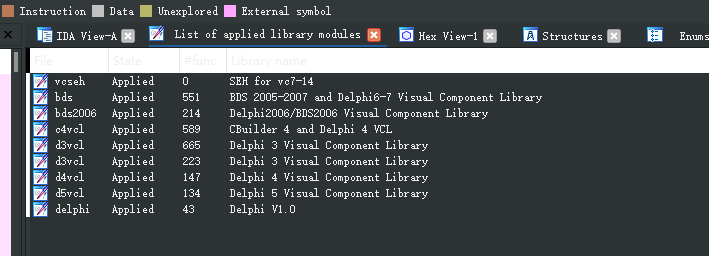 Instruction Data Unexplored External symbol
IDA View-A List of applied library modules Hex View-1 Structures Enums
File State #func Library name
vcseh Applied 0 SEH for vc7-14
bds Applied 551 BDS 2005-2007 and Delphi6-7 Visual Component Library
bds2006 Applied 214 Delphi2006/BDS2006 Visual Component Library
c4vcl Applied 589 CBuilder 4 and Delphi 4 VCL
d3vcl Applied 665 Delphi 3 Visual Component Library
d3vcl Applied 223 Delphi 3 Visual Component Library
d4vcl Applied 147 Delphi 4 Visual Component Library
d5vcl Applied 134 Delphi 5 Visual Component Library
delphi Applied 43 Delphi V1.0